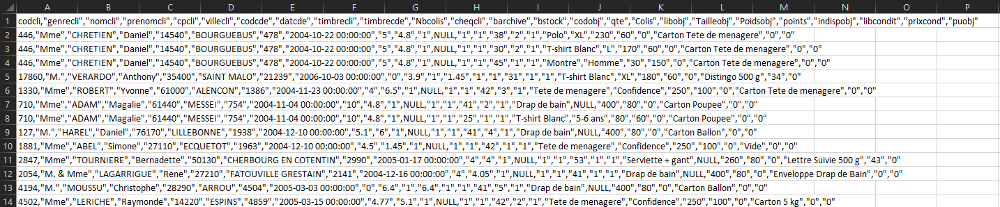 A B C D E F G H I J K L M N O P
1 codcli,"genrecli","nomcli","prenomcli","cpcli","villecli","codcde","datcde","timbrecli","timbrecde","Nbcolis","cheqcli","barchive","bstock","codobj","qte","Colis","libobj","Tailleobj","Poidsobj","points","indispobj","libcondit","prixcond","puobj"
2 446,"Mme","CHRETIEN","Daniel","14540","BOURGUEBUS","478","2004-10-22 00:00:00","5","4.8","1",NULL,"1","1","38","2","1","Polo","XL","230","60","0","Carton Tete de menagere","0","0"
3 446,"Mme","CHRETIEN","Daniel","14540","BOURGUEBUS","478","2004-10-22 00:00:00","5","4.8","1",NULL,"1","1","30","2","1","T-shirt Blanc","L","170","60","0","Carton Tete de menagere","0","0"
4 446,"Mme","CHRETIEN","Daniel","14540","BOURGUEBUS","478","2004-10-22 00:00:00","5","4.8","1",NULL,"1","1","45","1","1","Montre","Homme","30","150","0","Carton Tete de menagere","0","0"
5 17860,"M.","VERARDO","Anthony","35400","SAINT MALO","21239","2006-10-03 00:00:00","0","3.9","1","1.45","1","1","31","1","1","T-shirt Blanc","XL","180","60","0","Distingo 500 g","34","0"
6 1330,"Mme","ROBERT","Yvonne","61000","ALENCON","1386","2004-11-23 00:00:00","4","6.5","1",NULL,"1","1","42","3","1","Tete de menagere","Confidence","250","100","0","Carton Tete de menagere","0","0"
7 710,"Mme","ADAM","Magalie","61440","MESSEI","754","2004-11-04 00:00:00","10","4.8","1",NULL,"1","1","41","2","1","Drap de bain",NULL,"400","80","0","Carton Poupee","0","0"
8 710,"Mme","ADAM","Magalie","61440","MESSEI","754","2004-11-04 00:00:00","10","4.8","1",NULL,"1","1","25","1","1","T-shirt Blanc","5-6 ans","80","60","0","Carton Poupee","0","0"
9 127,"M.","HAREL","Daniel","76170","LILLEBONNE","1938","2004-12-10 00:00:00","5.1","6","1",NULL,"1","1","41","4","1","Drap de bain",NULL,"400","80","0","Carton Ballon","0","0"
10 1881,"Mme","ABEL","Simone","27110","ECQUETOT","1963","2004-12-10 00:00:00","4.5","1.45","1",NULL,"1","1","42","1","1","Tete de menagere","Confidence","250","100","0","Vide","0","0"
11 2847,"Mme","TOURNIERE","Bernadette","50130","CHERBOURG EN COTENTIN","2990","2005-01-17 00:00:00","4","4","1",NULL,"1","1","53","1","1","Serviette + gant",NULL,"260","80","0","Lettre Suivie 500 g","43","0"
12 2054,"M. & Mme","LAGARRIGUE","Rene","27210","FATOUVILLE GRESTAIN","2141","2004-12-16 00:00:00","4","4.05","1",NULL,"1","1","41","1","1","Drap de bain",NULL,"400","80","0","Enveloppe Drap de Bain","0","0"
13 4194,"M.","MOUSSU","Christophe","28290","ARROU","4504","2005-03-03 00:00:00","0","6.4","1","6.4","1","1","41","5","1","Drap de bain",NULL,"400","80","0","Carton Ballon","0","0"
14 4502,"Mme","LERICHE","Raymonde","14220","ESPINS","4859","2005-03-15 00:00:00","4.77","5.1","1",NULL,"1","1","42","2","1","Tete de menagere","Confidence","250","100","0","Carton 5 kg","0","0"